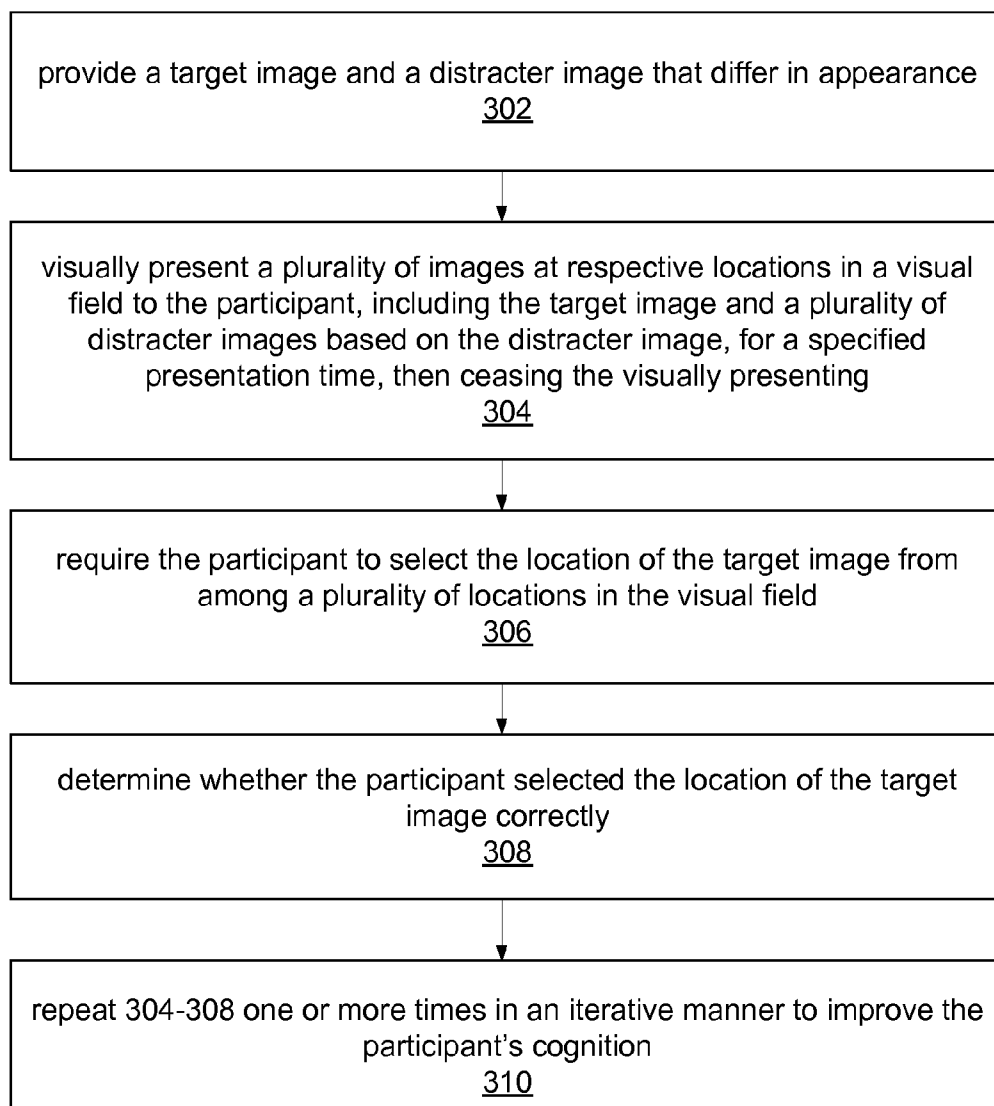 provide a target image and a distracter image that differ in appearance
302
visually present a plurality of images at respective locations in a visual
field to the participant, including the target image and a plurality of
distracter images based on the distracter image, for a specified
presentation time, then ceasing the visually presenting
304
require the participant to select the location of the target image from
among a plurality of locations in the visual field
306
determine whether the participant selected the location of the target
image correctly
308
repeat 304-308 one or more times in an iterative manner to improve the
participant's cognition
310